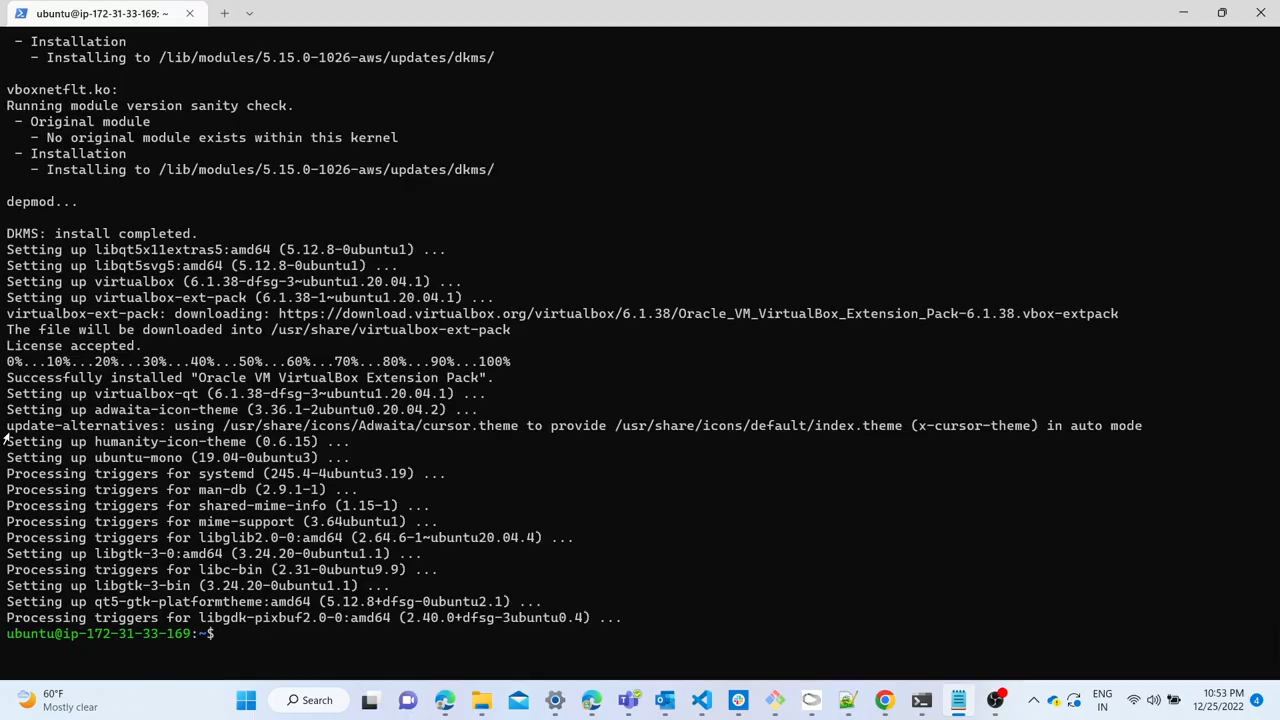 ubuntu@ip-172-31-33-169: ~
- Installation
- Installing to /lib/modules/5.15.0-1026-aws/updates/dkms/
vboxnetflt.ko:
Running module version sanity check.
- Original module
- No original module exists within this kernel
- Installation
- Installing to /lib/modules/5.15.0-1026-aws/updates/dkms/
depmod...
DKMS: install completed.
Setting up libqt5x11extras5:amd64 (5.12.8-0ubuntu1) ...
Setting up libqt5svg5:amd64 (5.12.8-0ubuntu1) ...
Setting up virtualbox (6.1.38-dfsg-3~ubuntu1.20.04.1) ...
Setting up virtualbox-ext-pack (6.1.38-1~ubuntu1.20.04.1) ...
virtualbox-ext-pack: downloading: https://download.virtualbox.org/virtualbox/6.1.38/Oracle_VM_VirtualBox_Extension_Pack-6.1.38.vbox-extpack
The file will be downloaded into /usr/share/virtualbox-ext-pack
License accepted.
0%...10%...20%...30%...40%...50%...60%...70%...80%...90%...100%
Successfully installed "Oracle VM VirtualBox Extension Pack".
Setting up virtualbox-qt (6.1.38-dfsg-3~ubuntu1.20.04.1) ...
Setting up adwaita-icon-theme (3.36.1-2ubuntu0.20.04.2) ...
update-alternatives: using /usr/share/icons/Adwaita/cursor.theme to provide /usr/share/icons/default/index.theme (x-cursor-theme) in auto mode
Setting up humanity-icon-theme (0.6.15) ...
Setting up ubuntu-mono (19.04-0ubuntu3) ...
Processing triggers for systemd (245.4-4ubuntu3.19) ...
Processing triggers for man-db (2.9.1-1) ...
Processing triggers for shared-mime-info (1.15-1) ...
Processing triggers for mime-support (3.64ubuntu1) ...
Processing triggers for libglib2.0-0:amd64 (2.64.6-1~ubuntu20.04.4) ...
Setting up libgtk-3-0:amd64 (3.24.20-0ubuntu1.1) ...
Processing triggers for libc-bin (2.31-0ubuntu9.9) ...
Setting up libgtk-3-bin (3.24.20-0ubuntu1.1) ...
Setting up qt5-gtk-platformtheme:amd64 (5.12.8+dfsg-0ubuntu2.1) ...
Processing triggers for libgdk-pixbuf2.0-0:amd64 (2.40.0+dfsg-3ubuntu0.4) ...
ubuntu@ip-172-31-33-169:~$
60°F
Mostly clear
Search
ENG
IN
10:53 PM
12/25/2022
4